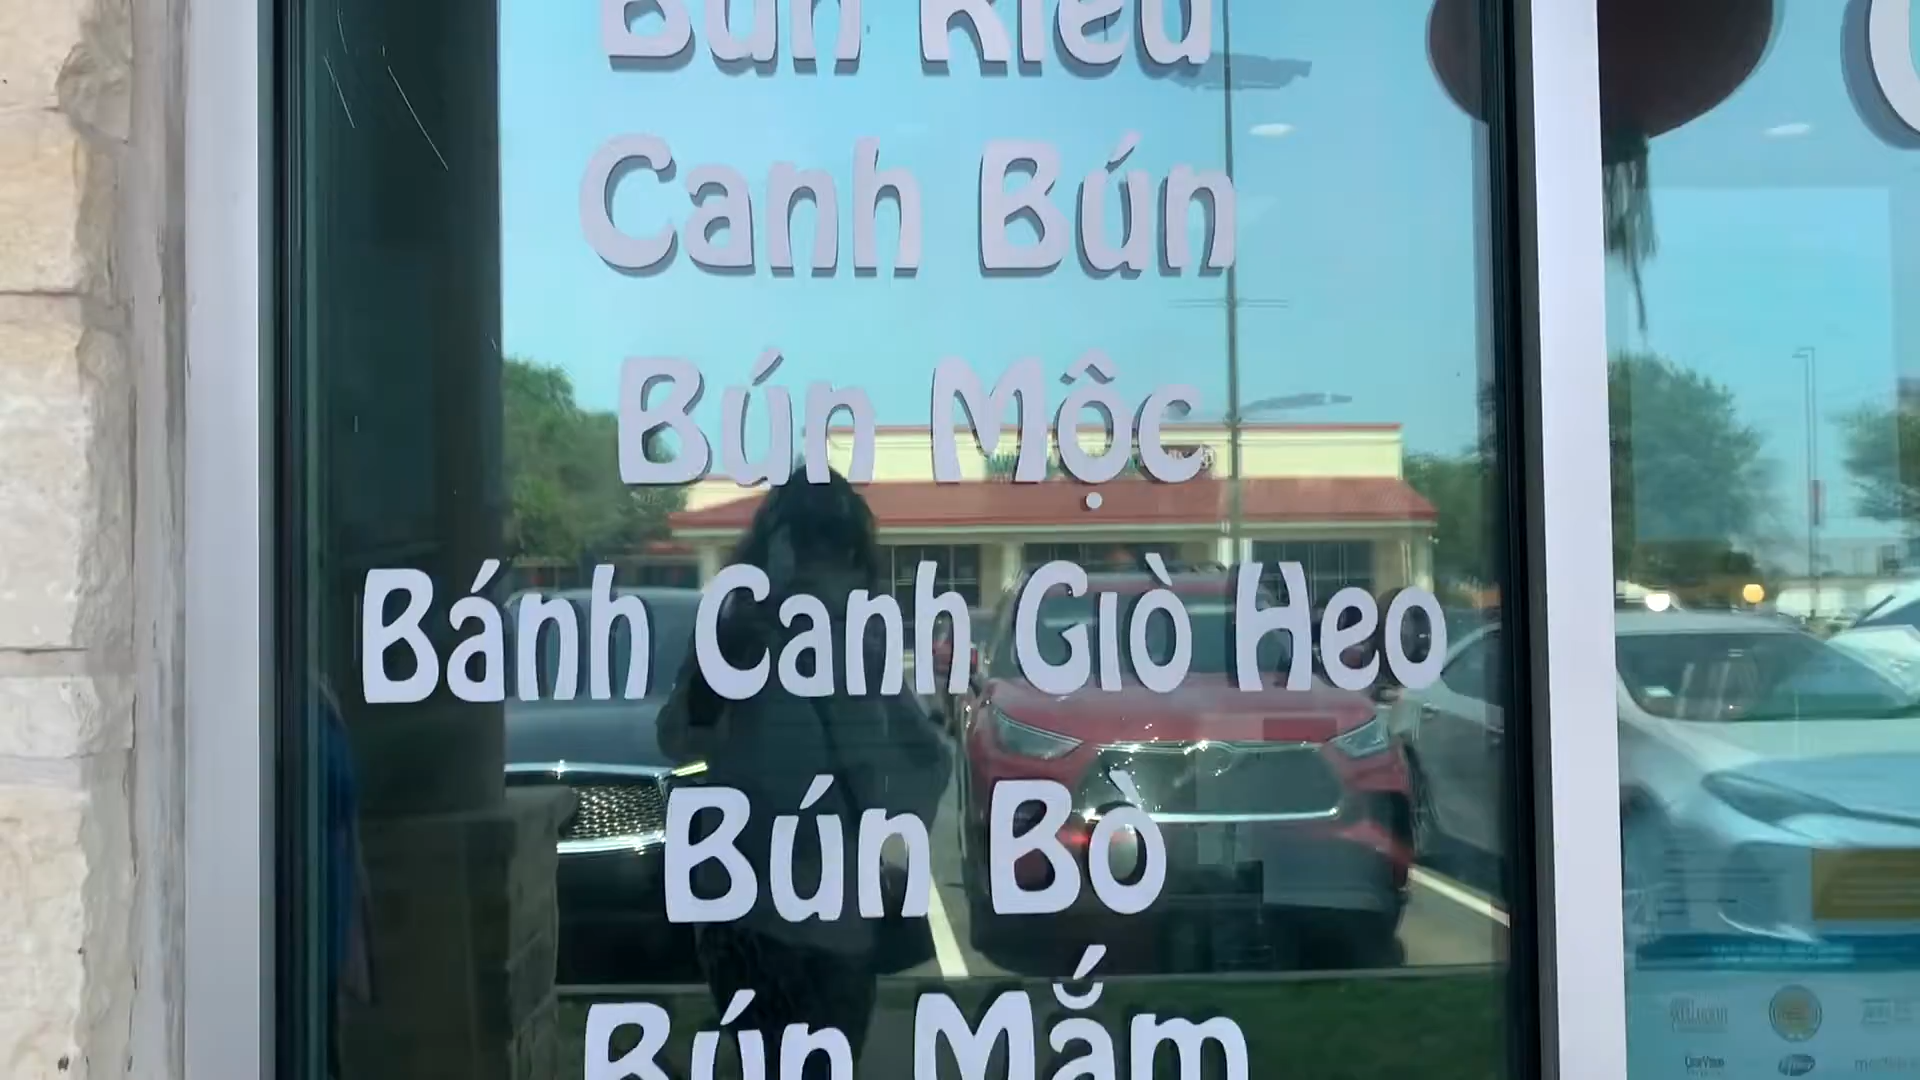 Bún Riêu
Canh Bún
Bún Mộc
Bánh Canh Giò Heo
Bún Bò
Bún Mắm